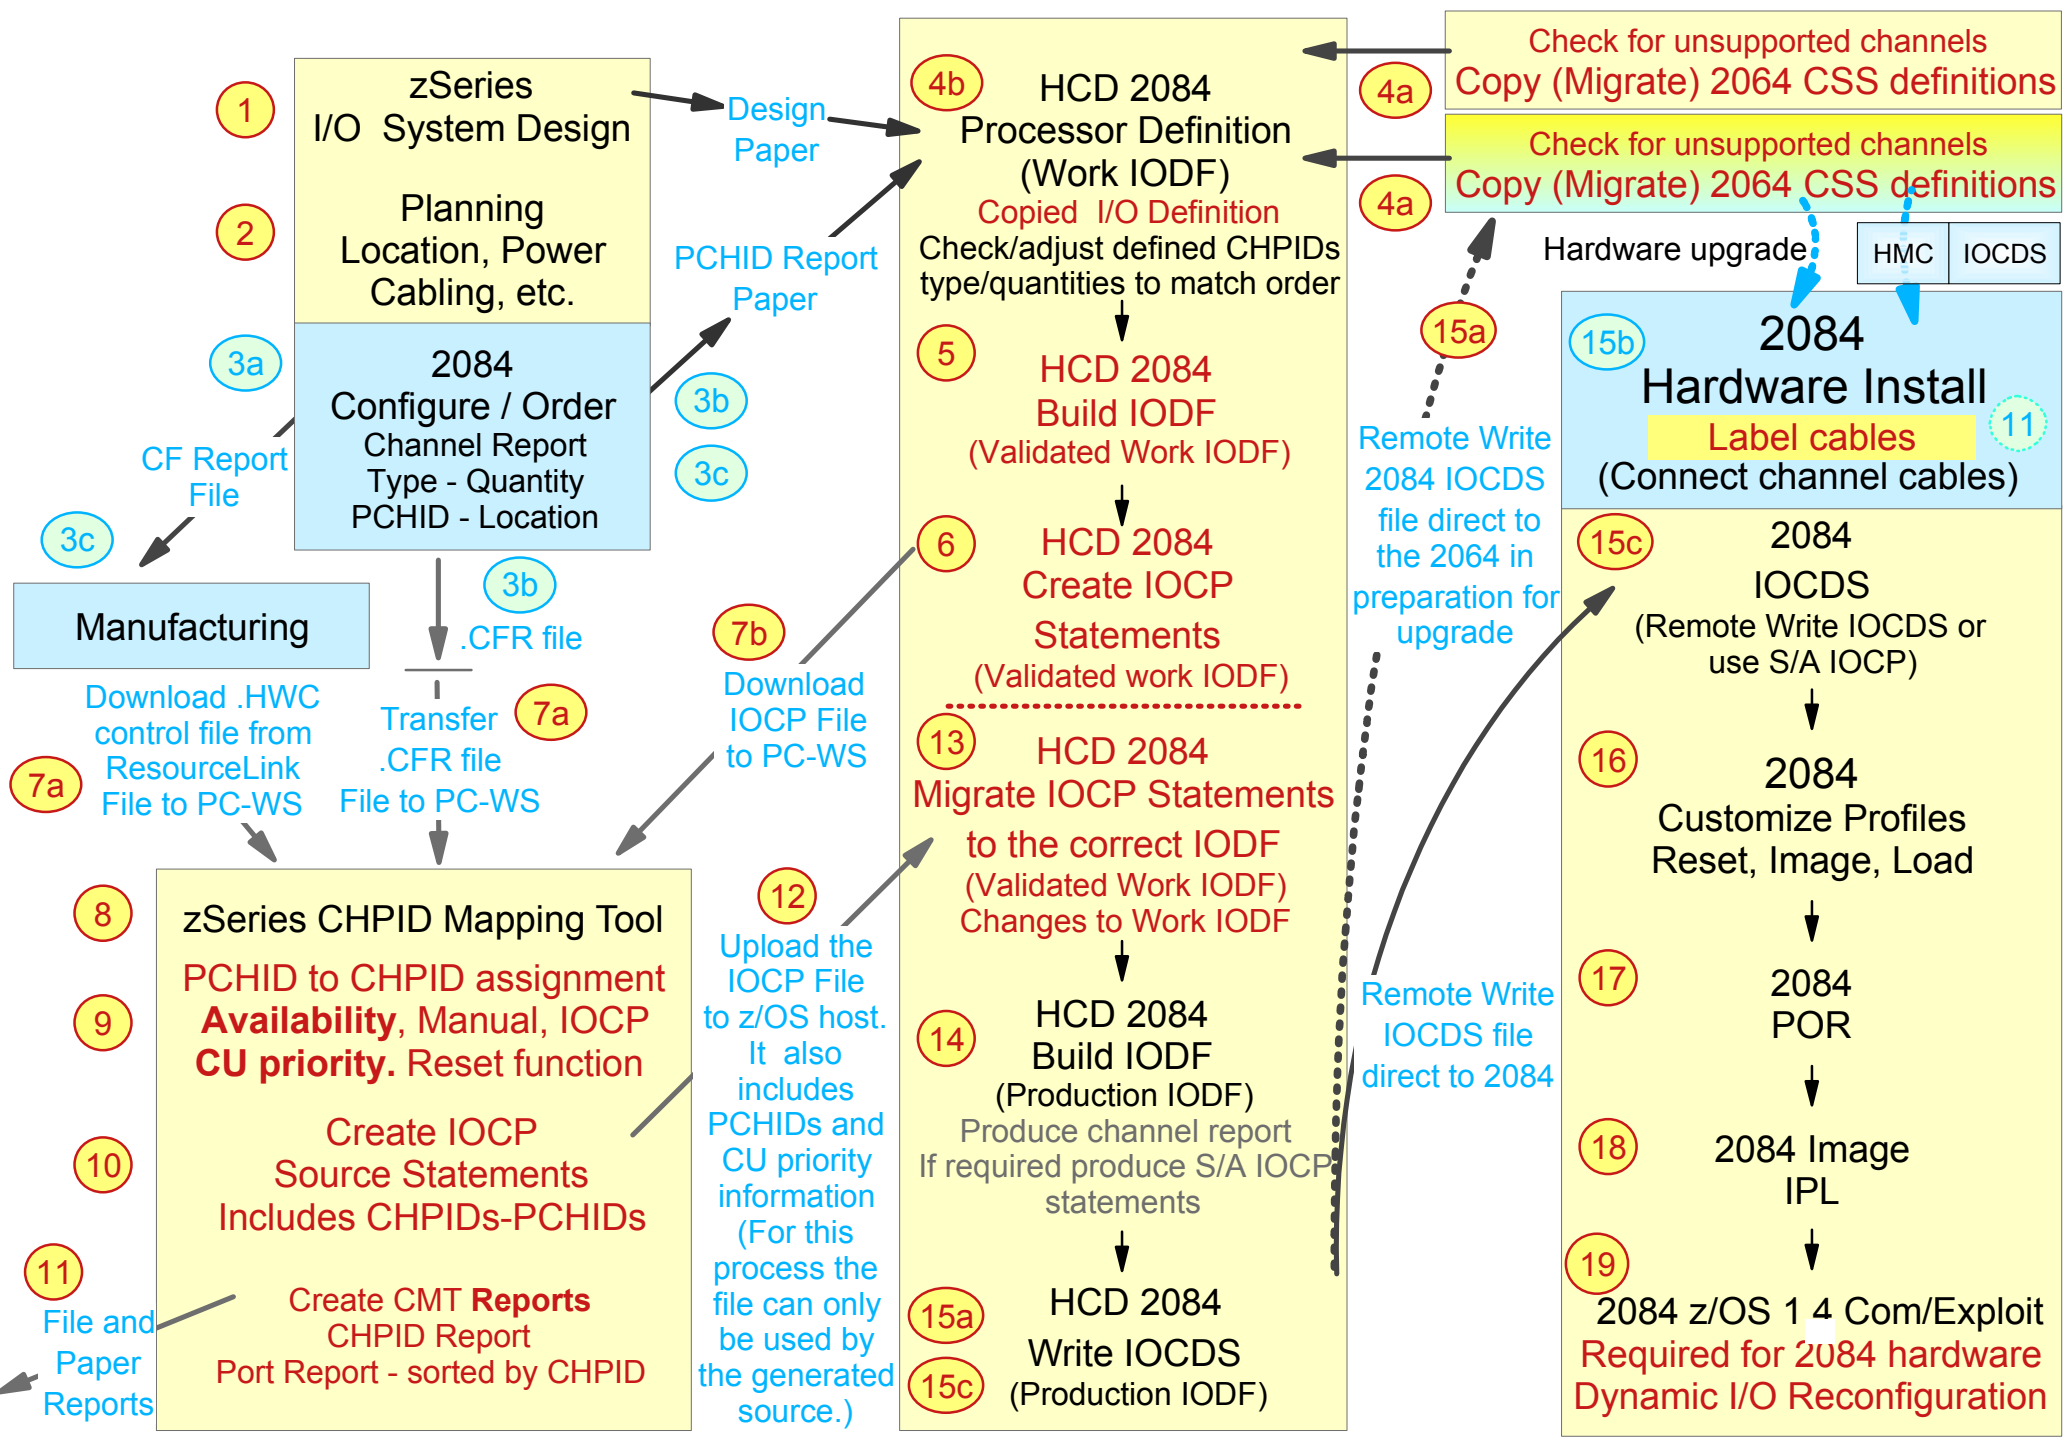 1
zSeries
I/O System Design
2
Planning
Location, Power
Cabling, etc.
3a
2084
Configure / Order
Channel Report
Type - Quantity
PCHID - Location
3b
3c
Design
Paper
PCHID Report
Paper
CF Report
File
3c
Manufacturing
3b
.CFR file
7a
Download .HWC
control file from
ResourceLink
File to PC-WS
7a
Transfer
.CFR file
File to PC-WS
7b
Download
IOCP File
to PC-WS
8
zSeries CHPID Mapping Tool
9
PCHID to CHPID assignment
Availability, Manual, IOCP
CU priority. Reset function
10
Create IOCP
Source Statements
Includes CHPIDs-PCHIDs
11
Create CMT Reports
CHPID Report
Port Report - sorted by CHPID
File and
Paper
Reports
12
Upload the
IOCP File
to z/OS host.
It also
includes
PCHIDs and
CU priority
information
(For this
process the
file can only
be used by
the generated
source.)
4b
HCD 2084
Processor Definition
(Work IODF)
Copied I/O Definition
Check/adjust defined CHPIDs
type/quantities to match order
5
HCD 2084
Build IODF
(Validated Work IODF)
6
HCD 2084
Create IOCP
Statements
(Validated work IODF)
13
HCD 2084
Migrate IOCP Statements
to the correct IODF
(Validated Work IODF)
Changes to Work IODF
14
HCD 2084
Build IODF
(Production IODF)
Produce channel report
If required produce S/A IOCP
statements
15a
HCD 2084
Write IOCDS
15c
(Production IODF)
4a
Check for unsupported channels
Copy (Migrate) 2064 CSS definitions
4a
Check for unsupported channels
Copy (Migrate) 2064 CSS definitions
Hardware upgrade
HMC
IOCDS
15a
Remote Write
2084 IOCDS
file direct to
the 2064 in
preparation for
upgrade
Remote Write
IOCDS file
direct to 2084
15b
2084
Hardware Install
11
Label cables
(Connect channel cables)
15c
2084
IOCDS
(Remote Write IOCDS or
use S/A IOCP)
16
2084
Customize Profiles
Reset, Image, Load
17
2084
POR
18
2084 Image
IPL
19
2084 z/OS 1 4 Com/Exploit
Required for 2084 hardware
Dynamic I/O Reconfiguration